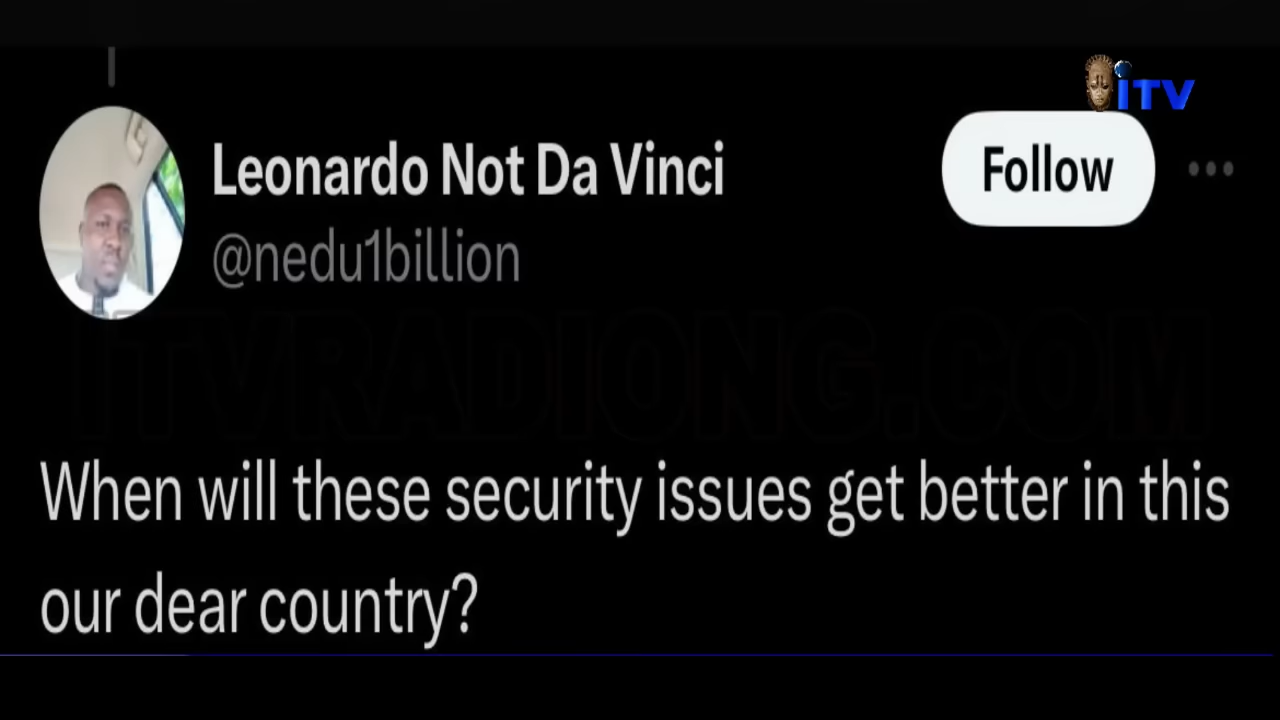 iTV
Leonardo Not Da Vinci
Follow
@nedu1billion
ITVRADIONG.COM
When will these security issues get better in this
our dear country?